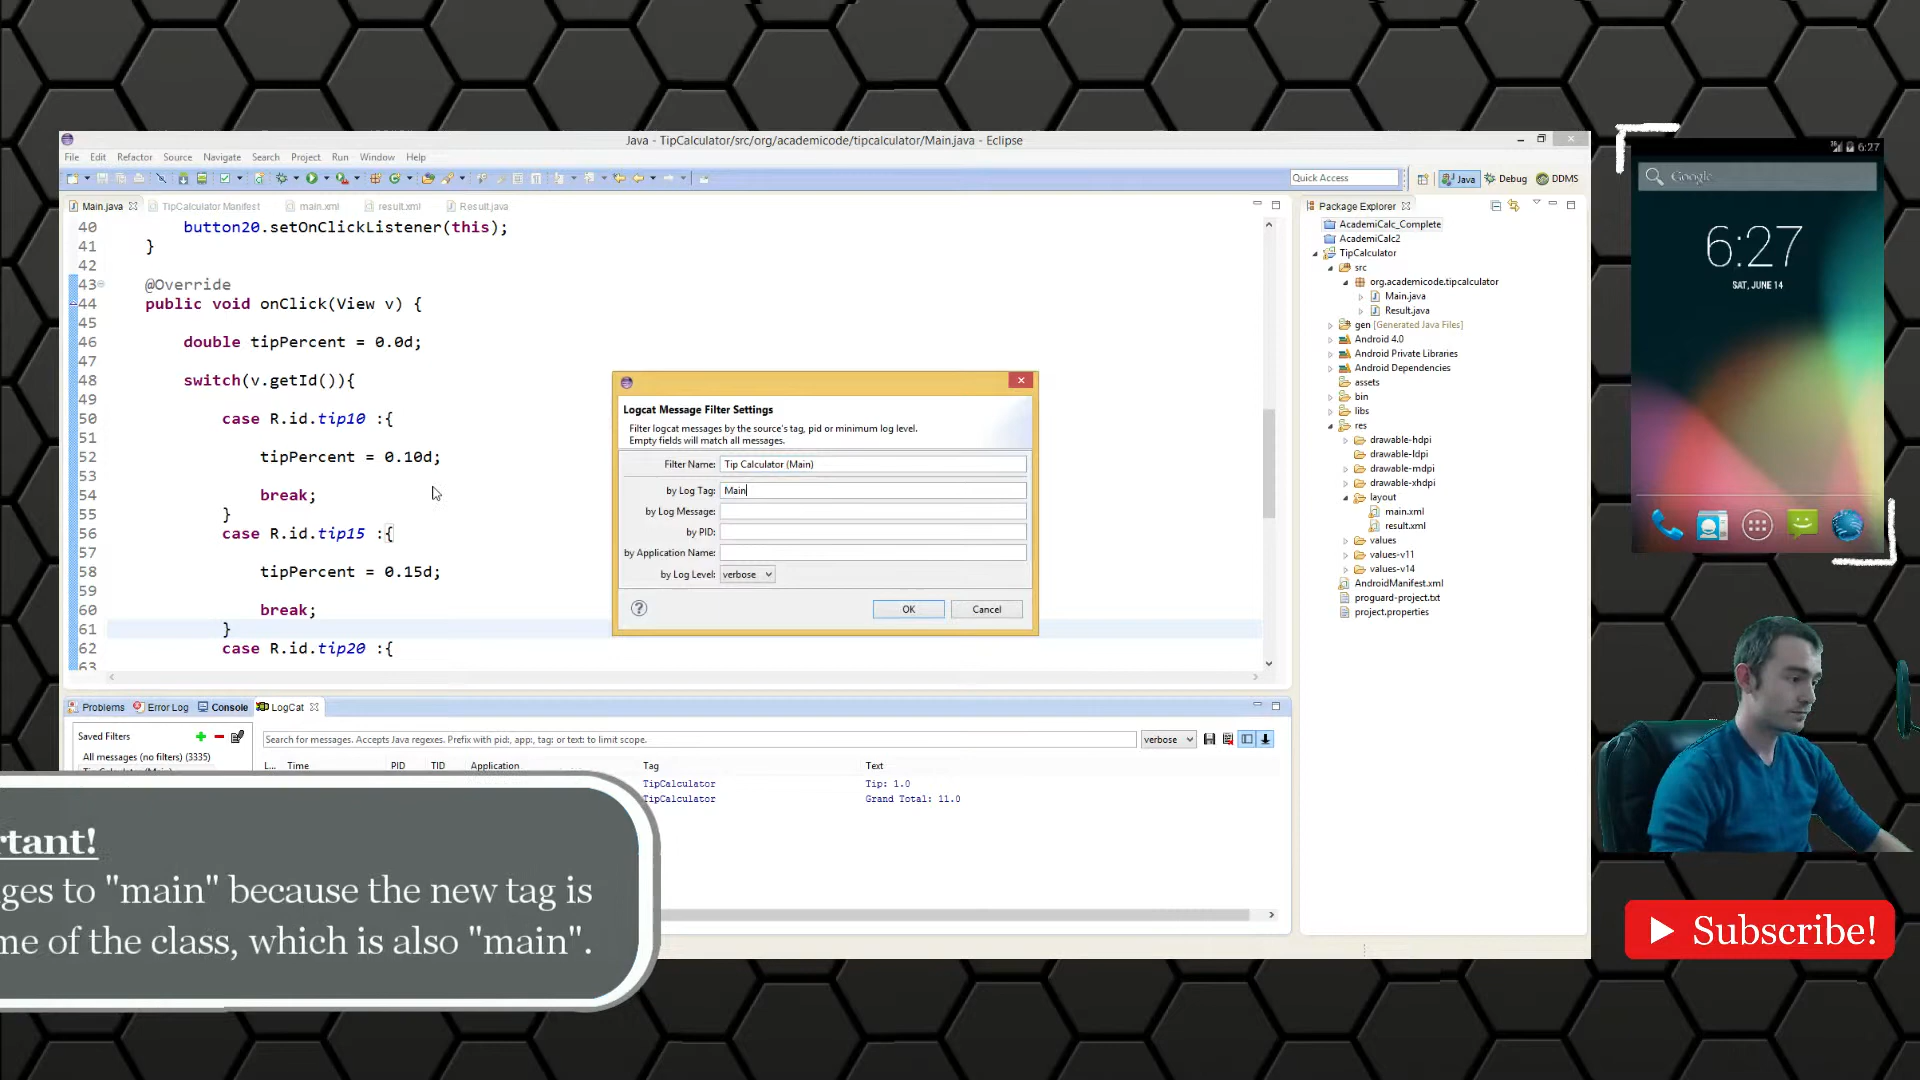 Java - TipCalculator/src/org/academicode/tipcalculator/Main.java - Eclipse
File Edit Refactor Source Navigate Search Project Run Window Help
Quick Access
Java Debug DDMS
Main.java TipCalculator Manifest main.xml result.xml Result.java
40 button20.setOnClickListener(this);
41 }
42
43 @Override
44 public void onClick(View v) {
45
46 double tipPercent = 0.0d;
47
48 switch(v.getId()){
49
50 case R.id.tip10 :{
51
52 tipPercent = 0.10d;
53
54 break;
55 }
56 case R.id.tip15 :{
57
58 tipPercent = 0.15d;
59
60 break;
61 }
62 case R.id.tip20 :{
63
Logcat Message Filter Settings
Filter logcat messages by the source's tag, pid or minimum log level.
Empty fields will match all messages.
Filter Name: Tip Calculator (Main)
by Log Tag: Main
by Log Message:
by PID:
by Application Name:
by Log Level: verbose
OK Cancel
Problems Error Log Console LogCat
Saved Filters
All messages (no filters) (3335)
Tip Calculator (Main)
Search for messages. Accepts Java regexes. Prefix with pid:, app:, tag: or text: to limit scope.
verbose
L... Time PID TID Application Tag Text
TipCalculator Tip: 1.0
TipCalculator Grand Total: 11.0
Package Explorer
AcademiCalc_Complete
AcademiCalc2
TipCalculator
src
org.academicode.tipcalculator
Main.java
Result.java
gen [Generated Java Files]
Android 4.0
Android Private Libraries
Android Dependencies
assets
bin
libs
res
drawable-hdpi
drawable-ldpi
drawable-mdpi
drawable-xhdpi
layout
main.xml
result.xml
values
values-v11
values-v14
AndroidManifest.xml
proguard-project.txt
project.properties
6:27
Google
6:27
SAT, JUNE 14
rtant!
ges to "main" because the new tag is
me of the class, which is also "main".
Subscribe!